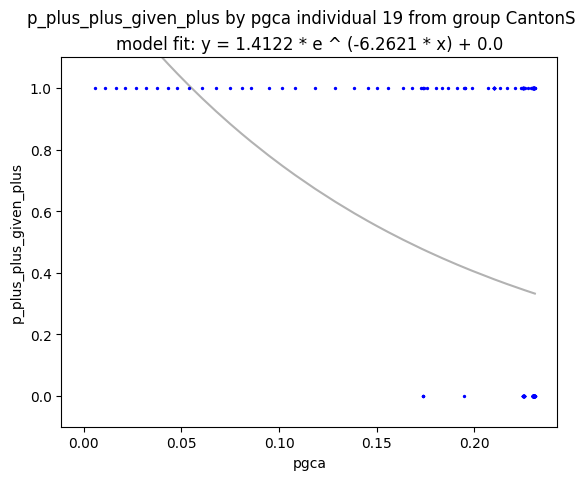 p_plus_plus_given_plus by pgca individual 19 from group CantonS
model fit: y = 1.4122 * e ^ (-6.2621 * x) + 0.0
p_plus_plus_given_plus
1.0
0.8
0.6
0.4
0.2
0.0
0.00
0.05
0.10
0.15
0.20
pgca